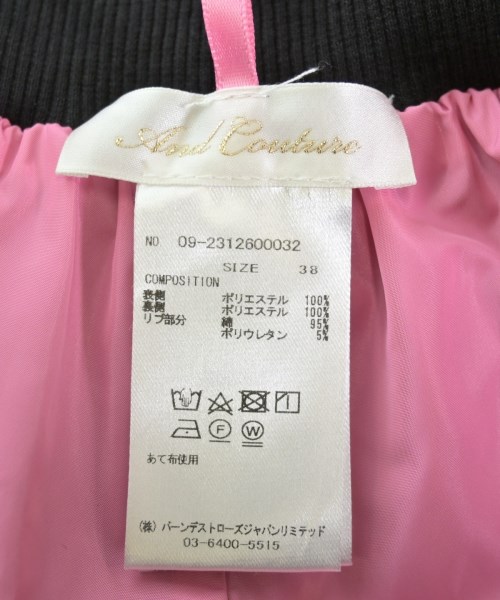 And Couture
NO 09-2312600032
SIZE 38
COMPOSITION
表側 ポリエステル 100%
裏側 ポリエステル 100%
リブ部分 綿 95%
ポリウレタン 5%
F W
あて布使用
(株) バーンデストローズジャパンリミテッド
03-6400-5515